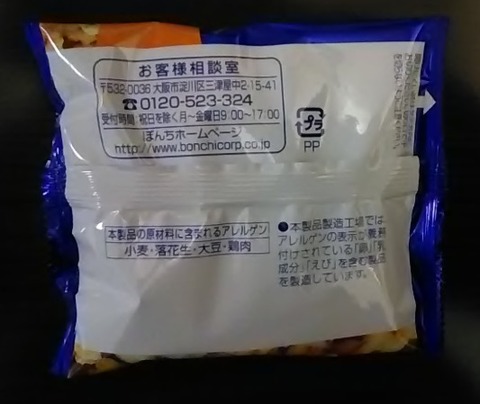 お客様相談室
〒532-0036 大阪市淀川区三津屋中2-15-41
☎0120-523-324
受付時間：祝日を除く月～金曜日9:00～17:00
ぼんちホームページ
http://www.bonchicorp.co.jp
プラ
PP
本製品の原材料に含まれるアレルゲン
小麦・落花生・大豆・鶏肉
●本製品製造工場では
アレルゲンの表示が義務
付けされている「卵」「乳
成分」「えび」を含む製品
を製造しています。